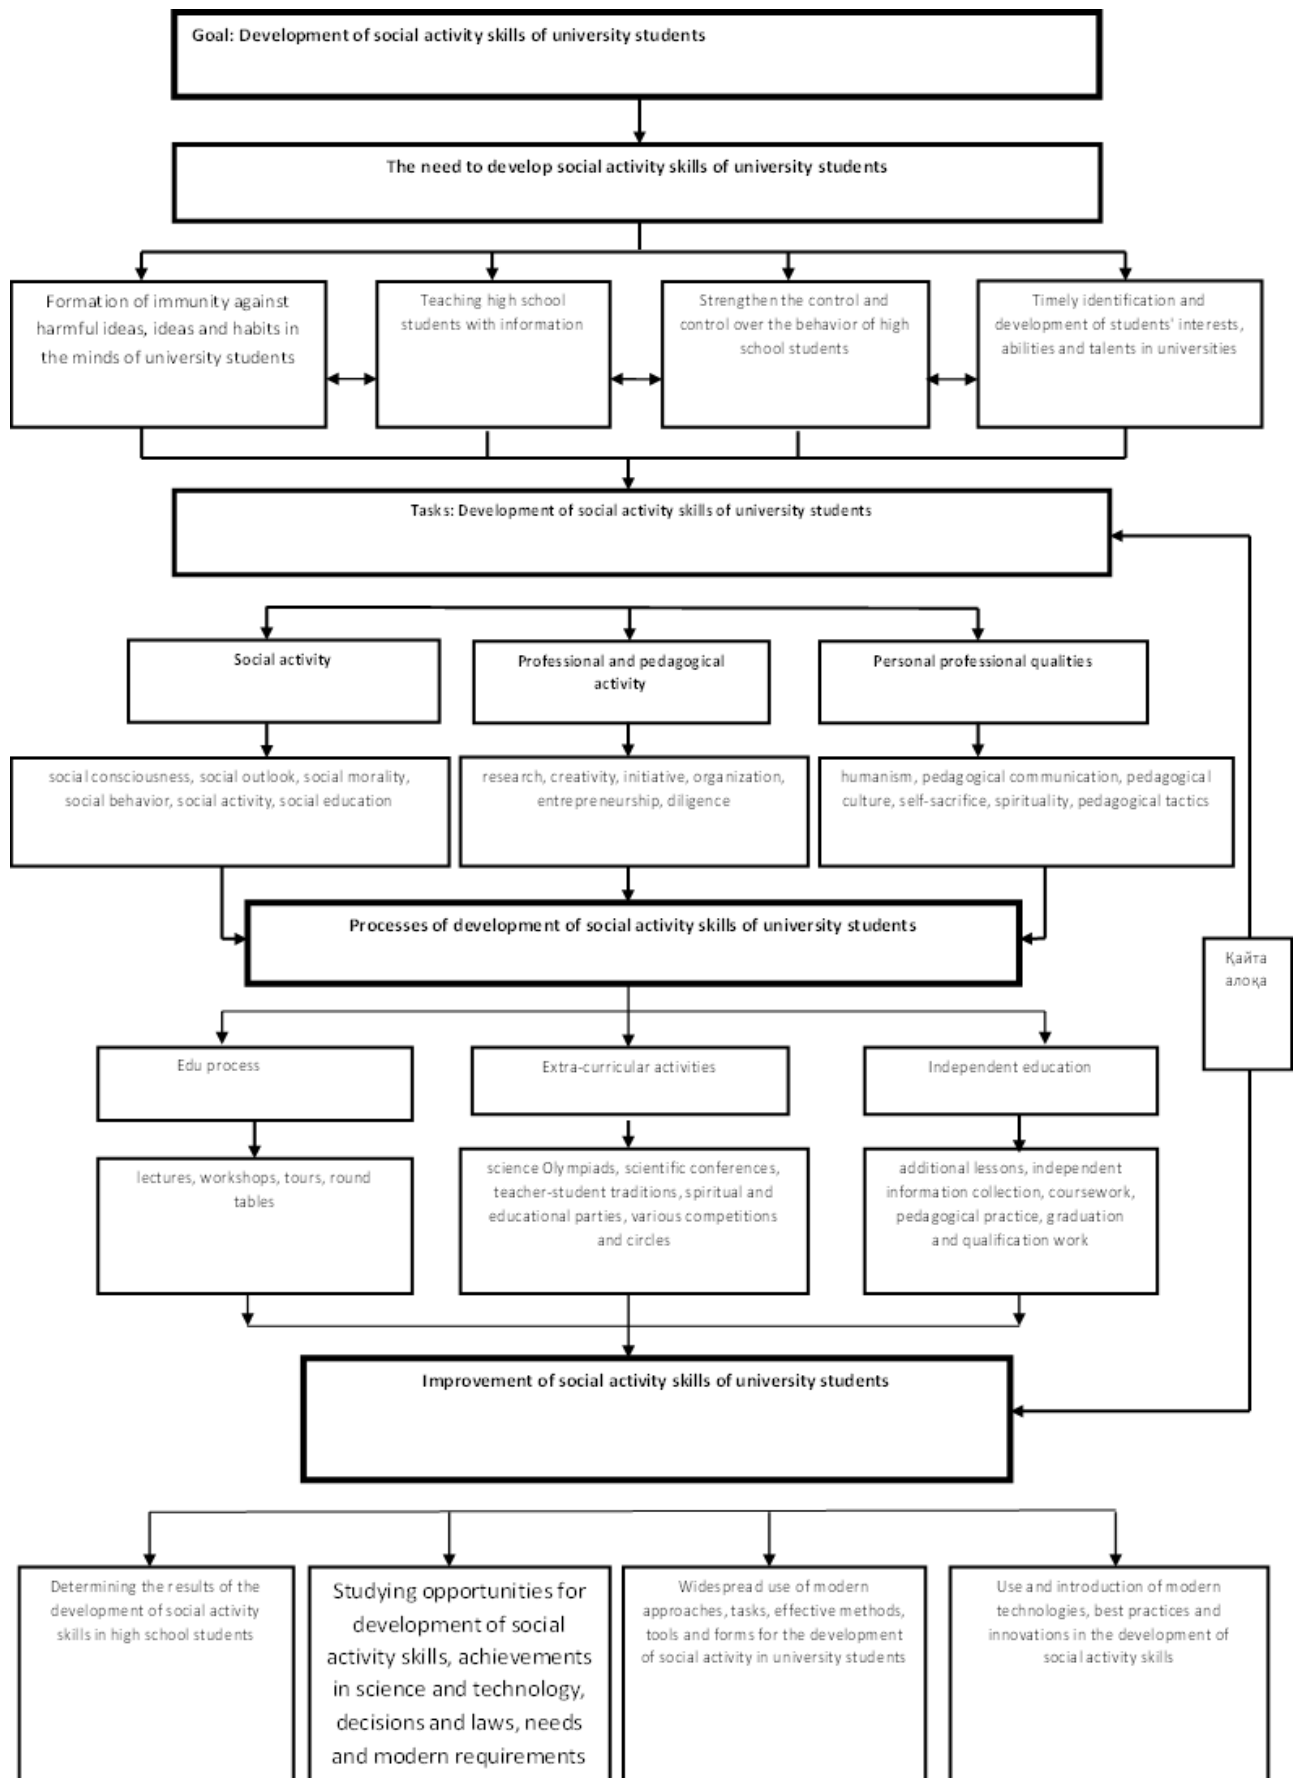 Goal: Development of social activity skills of university students
The need to develop social activity skills of university students
Formation of immunity against
harmful ideas, ideas and habits in
the minds of university students
Teaching high school
students with information
Strengthen the control and
control over the behavior of high
school students
Timely identification and
development of students' interests,
abilities and talents in universities
Tasks: Development of social activity skills of university students
Social activity
Professional and pedagogical
activity
Personal professional qualities
social consciousness, social outlook, social morality,
social behavior, social activity, social education
research, creativity, initiative, organization,
entrepreneurship, diligence
humanism, pedagogical communication, pedagogical
culture, self-sacrifice, spirituality, pedagogical tactics
Processes of development of social activity skills of university students
Қайта
алоқа
Edu process
Extra-curricular activities
Independent education
lectures, workshops, tours, round
tables
science Olympiads, scientific conferences,
teacher-student traditions, spiritual and
educational parties, various competitions
and circles
additional lessons, independent
information collection, coursework,
pedagogical practice, graduation
and qualification work
Improvement of social activity skills of university students
Determining the results of the
development of social activity
skills in high school students
Studying opportunities for
development of social
activity skills, achievements
in science and technology,
decisions and laws, needs
and modern requirements
Widespread use of modern
approaches, tasks, effective methods,
tools and forms for the development
of social activity in university students
Use and introduction of modern
technologies, best practices and
innovations in the development of
social activity skills